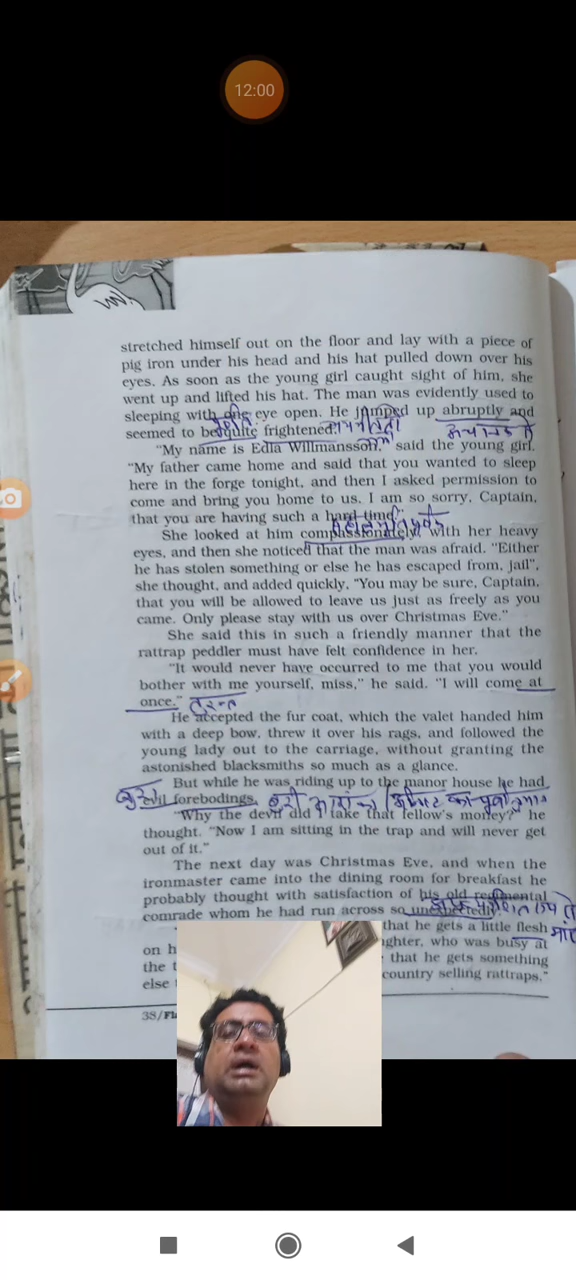 12:00
stretched himself out on the floor and lay with a piece of
pig iron under his head and his hat pulled down over his
eyes. As soon as the young girl caught sight of him, she
went up and lifted his hat. The man was evidently used to
sleeping with one eye open. He jumped up abruptly and
seemed to be quite frightened.
"My name is Edla Willmansson," said the young girl.
"My father came home and said that you wanted to sleep
here in the forge tonight, and then I asked permission to
come and bring you home to us. I am so sorry, Captain,
that you are having such a hard time."
She looked at him compassionately, with her heavy
eyes, and then she noticed that the man was afraid. "Either
he has stolen something or else he has escaped from, jail",
she thought, and added quickly, "You may be sure, Captain,
that you will be allowed to leave us just as freely as you
came. Only please stay with us over Christmas Eve."
She said this in such a friendly manner that the
rattrap peddler must have felt confidence in her.
"It would never have occurred to me that you would
bother with me yourself, miss," he said. "I will come at
once." तुरन्त
He accepted the fur coat, which the valet handed him
with a deep bow, threw it over his rags, and followed the
young lady out to the carriage, without granting the
astonished blacksmiths so much as a glance.
But while he was riding up to the manor house he had
evil forebodings.
"Why the devil did I take that fellow's money?" he
thought. "Now I am sitting in the trap and will never get
out of it."
The next day was Christmas Eve, and when the
ironmaster came into the dining room for breakfast he
probably thought with satisfaction of his old regimental
comrade whom he had run across so unexpectedly.
that he gets a little flesh
on h
ghter, who was busy at
the t
that he gets something
else
country selling rattraps."
38/Fl